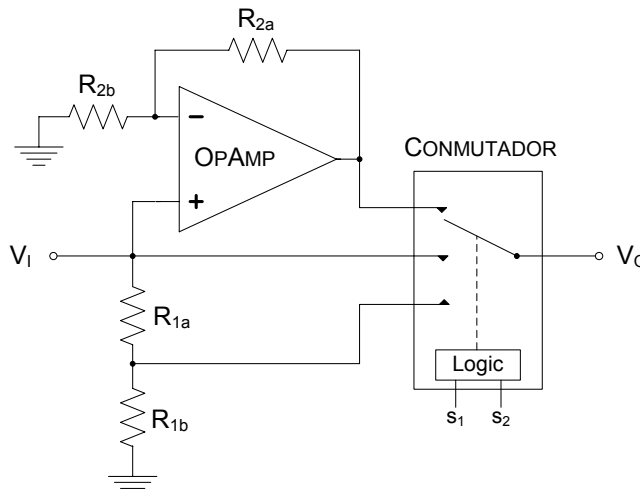 R2a
R2b
−
OPAMP
CONMUTADOR
+
VI
VO
R1a
Logic
R1b
s1 s2